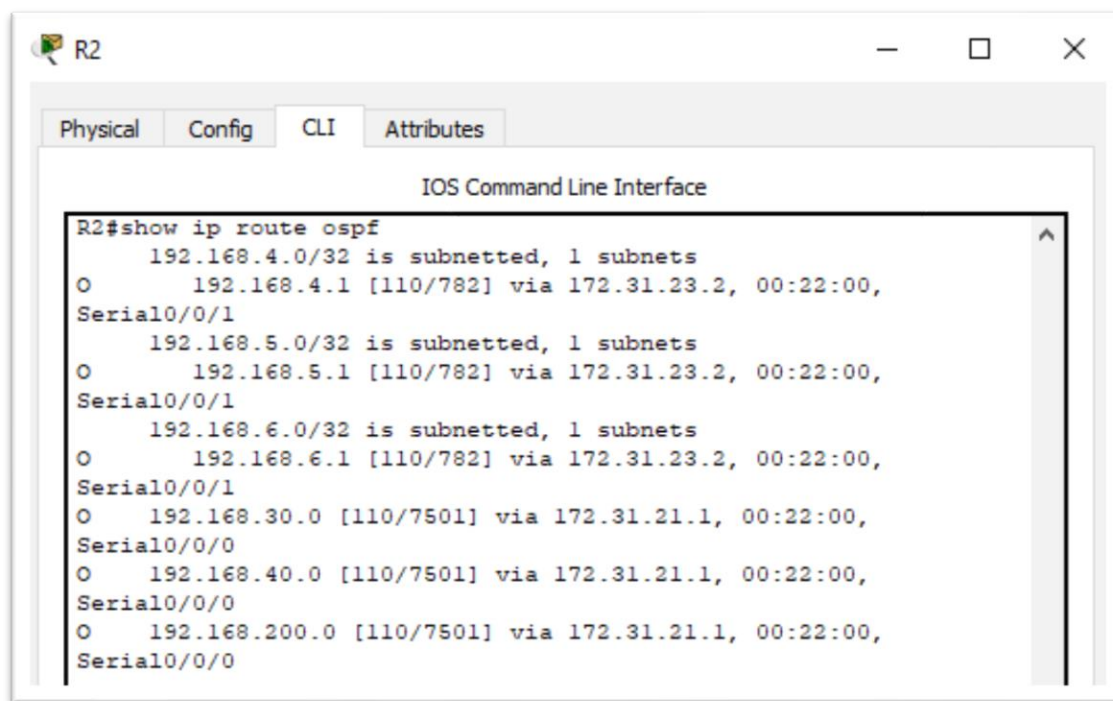 R2
Physical Config CLI Attributes
IOS Command Line Interface
R2#show ip route ospf
192.168.4.0/32 is subnetted, 1 subnets
O 192.168.4.1 [110/782] via 172.31.23.2, 00:22:00,
Serial0/0/1
192.168.5.0/32 is subnetted, 1 subnets
O 192.168.5.1 [110/782] via 172.31.23.2, 00:22:00,
Serial0/0/1
192.168.6.0/32 is subnetted, 1 subnets
O 192.168.6.1 [110/782] via 172.31.23.2, 00:22:00,
Serial0/0/1
O 192.168.30.0 [110/7501] via 172.31.21.1, 00:22:00,
Serial0/0/0
O 192.168.40.0 [110/7501] via 172.31.21.1, 00:22:00,
Serial0/0/0
O 192.168.200.0 [110/7501] via 172.31.21.1, 00:22:00,
Serial0/0/0